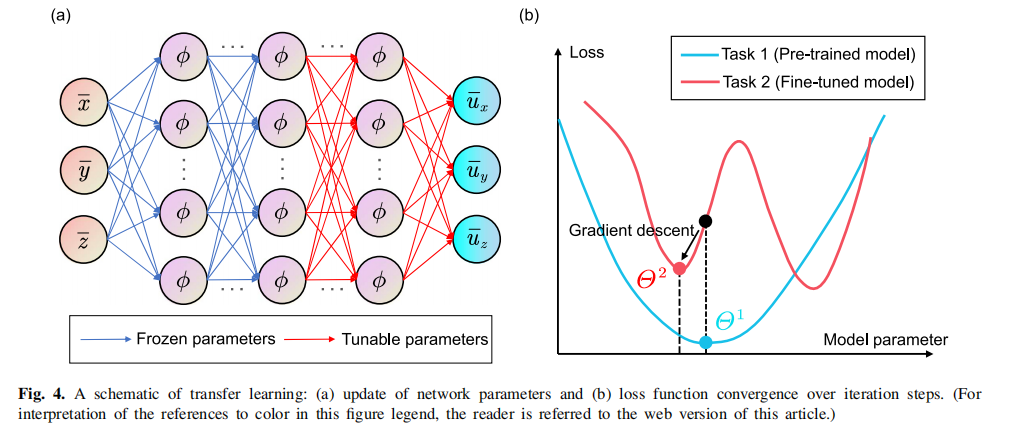 (a)
x̅
y̅
z̅
ϕ ... ϕ ... ϕ
ϕ ϕ ϕ
⋮ ⋮ ⋮
ϕ ϕ ϕ
ϕ ... ϕ ... ϕ
u̅ₓ
u̅ᵧ
u̅_z
Frozen parameters
Tunable parameters
(b)
Loss
Task 1 (Pre-trained model)
Task 2 (Fine-tuned model)
Gradient descent
Θ²
Θ¹
Model parameter
Fig. 4. A schematic of transfer learning: (a) update of network parameters and (b) loss function convergence over iteration steps. (For
interpretation of the references to color in this figure legend, the reader is referred to the web version of this article.)